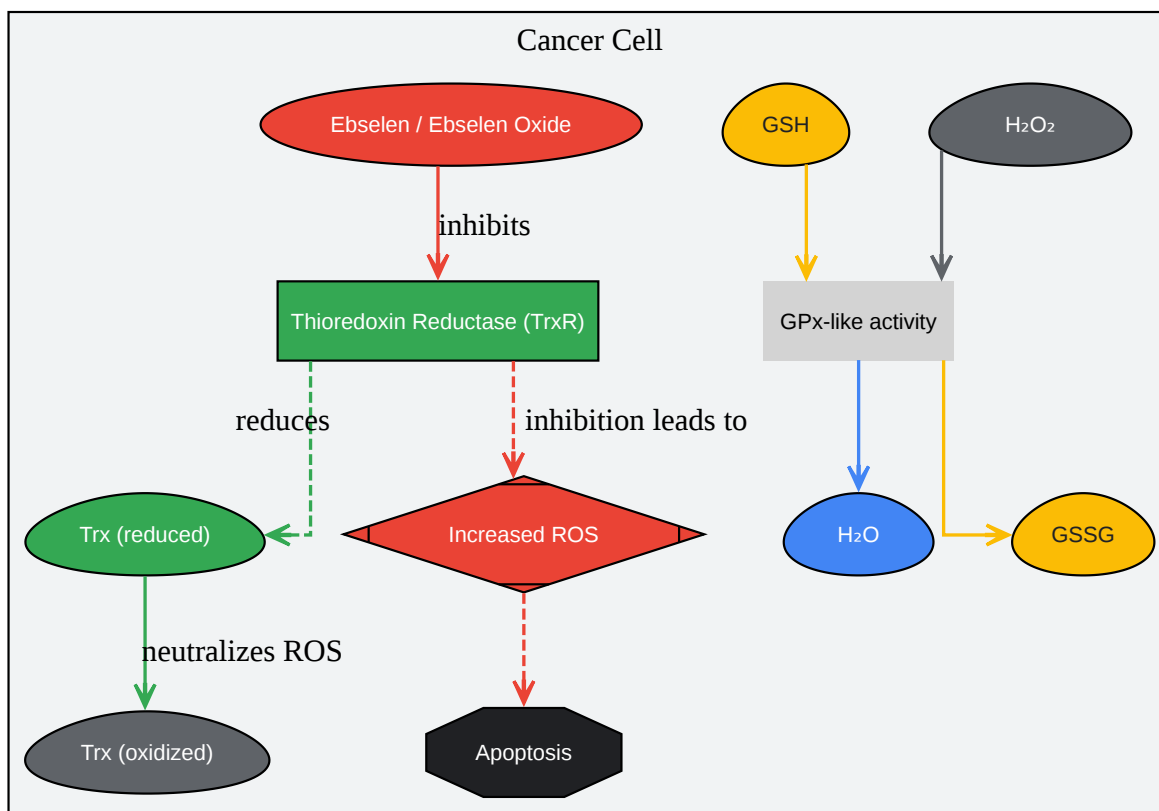 Cancer Cell
Ebselen / Ebselen Oxide
GSH
H₂O₂
inhibits
Thioredoxin Reductase (TrxR)
GPx-like activity
reduces
inhibition leads to
Trx (reduced)
Increased ROS
H₂O
GSSG
neutralizes ROS
Trx (oxidized)
Apoptosis